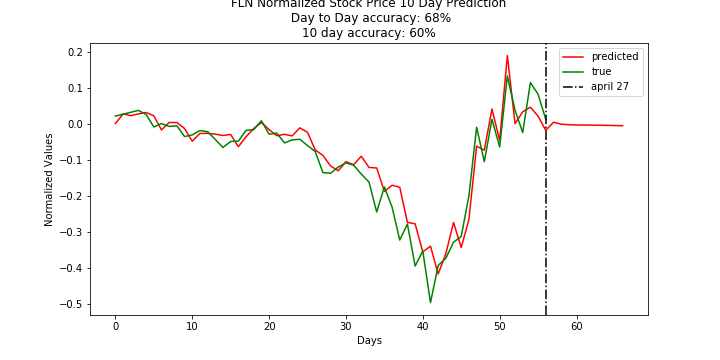 FLN Normalized Stock Price 10 Day Prediction
Day to Day accuracy: 68%
10 day accuracy: 60%
predicted
true
april 27
Normalized Values
0.2
0.1
0.0
−0.1
−0.2
−0.3
−0.4
−0.5
0 10 20 30 40 50 60
Days